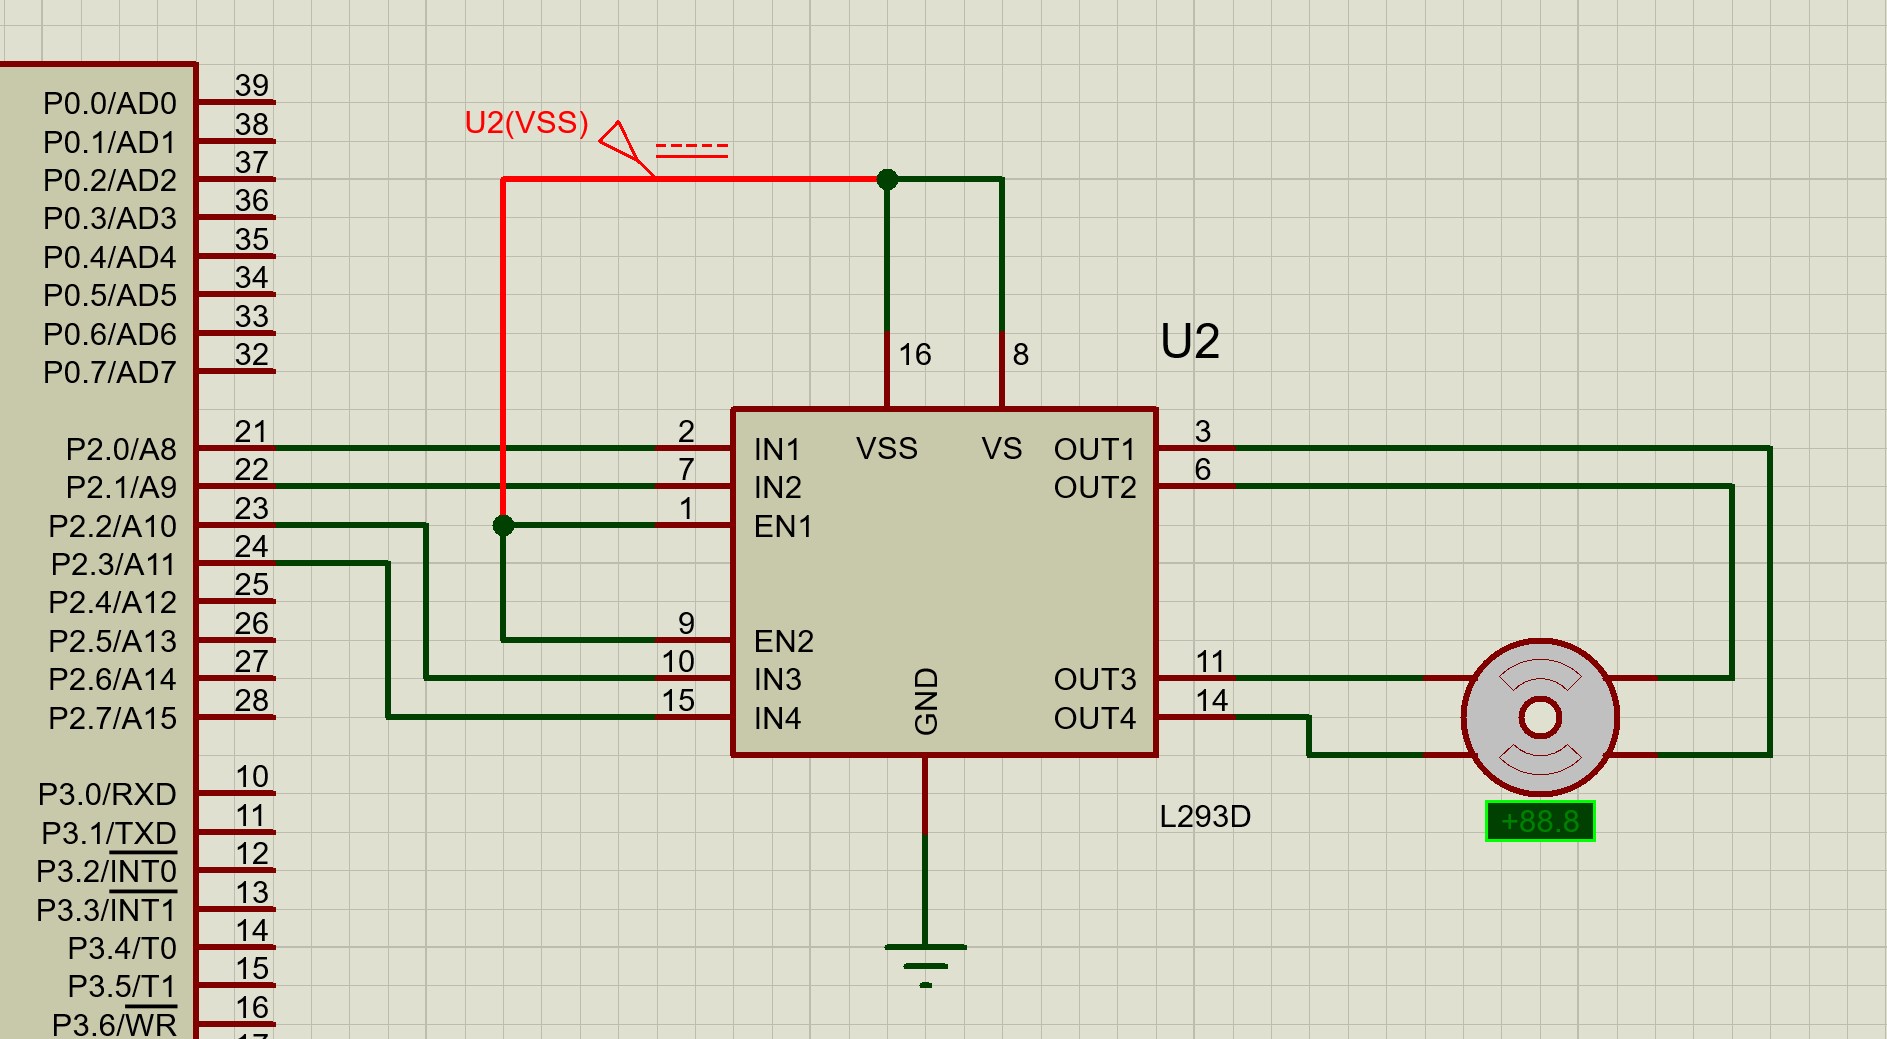 39
P0.0/AD0
38
P0.1/AD1
37
P0.2/AD2
36
P0.3/AD3
35
P0.4/AD4
34
P0.5/AD5
33
P0.6/AD6
32
P0.7/AD7
21
P2.0/A8
22
P2.1/A9
23
P2.2/A10
24
P2.3/A11
25
P2.4/A12
26
P2.5/A13
27
P2.6/A14
28
P2.7/A15
10
P3.0/RXD
11
P3.1/TXD
12
P3.2/INT0
13
P3.3/INT1
14
P3.4/T0
15
P3.5/T1
16
P3.6/WR
U2(VSS)
16
8
U2
2
IN1
7
IN2
1
EN1
9
EN2
10
IN3
15
IN4
VSS
VS
GND
3
OUT1
6
OUT2
11
OUT3
14
OUT4
L293D
+88.8